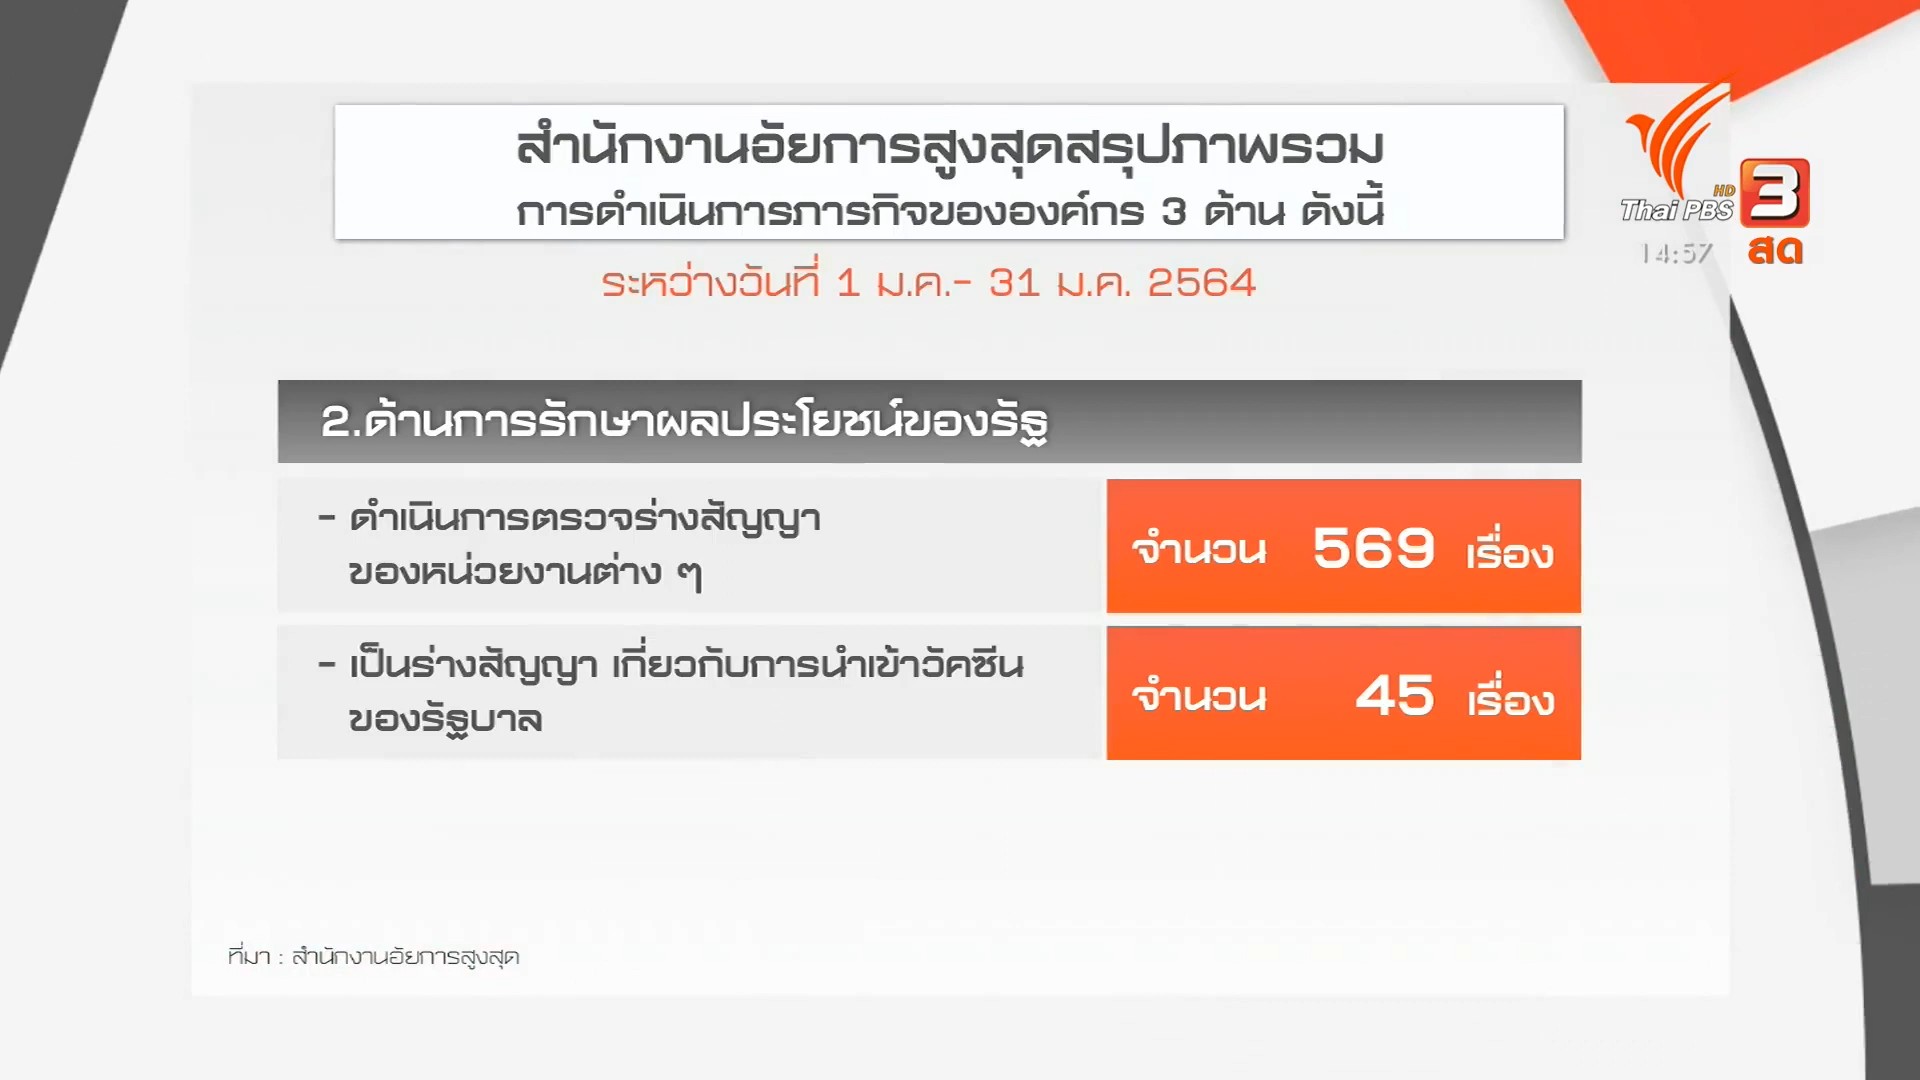 สำนักงานอัยการสูงสุดสรุปภาพรวม
การดำเนินการภารกิจขององค์กร 3 ด้าน ดังนี้
ระหว่างวันที่ 1 ม.ค.- 31 ม.ค. 2564
HD
Thai PBS
3
14:57
สด
2.ด้านการรักษาผลประโยชน์ของรัฐ
- ดำเนินการตรวจร่างสัญญา
ของหน่วยงานต่าง ๆ
จำนวน 569 เรื่อง
- เป็นร่างสัญญา เกี่ยวกับการนำเข้าวัคซีน
ของรัฐบาล
จำนวน 45 เรื่อง
ที่มา : สำนักงานอัยการสูงสุด